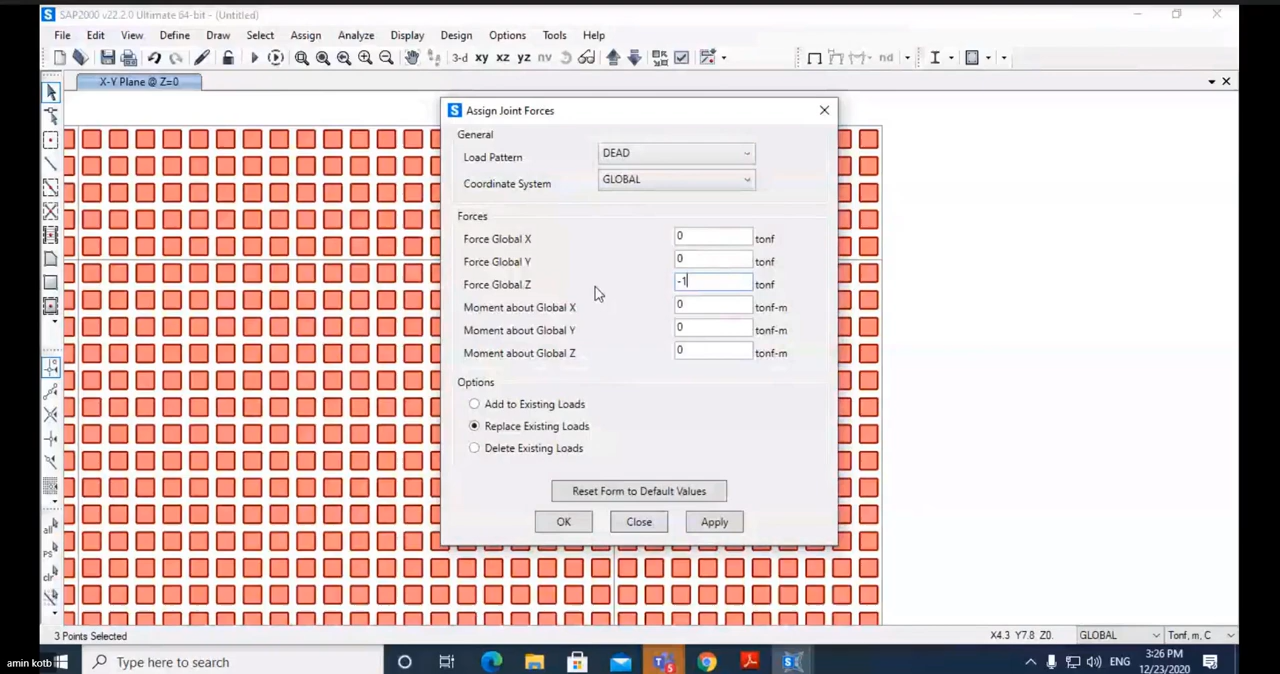 SAP2000 v22.2.0 Ultimate 64-bit - (Untitled)
File Edit View Define Draw Select Assign Analyze Display Design Options Tools Help
3-d xy xz yz nv nd
X-Y Plane @ Z=0
Assign Joint Forces
General
Load Pattern DEAD
Coordinate System GLOBAL
Forces
Force Global X 0 tonf
Force Global Y 0 tonf
Force Global Z -1 tonf
Moment about Global X 0 tonf-m
Moment about Global Y 0 tonf-m
Moment about Global Z 0 tonf-m
Options
Add to Existing Loads
Replace Existing Loads
Delete Existing Loads
Reset Form to Default Values
OK Close Apply
all
PS
clr
3 Points Selected X4.3 Y7.8 Z0. GLOBAL Tonf, m, C
amin kotb Type here to search ENG 3:26 PM
12/23/2020